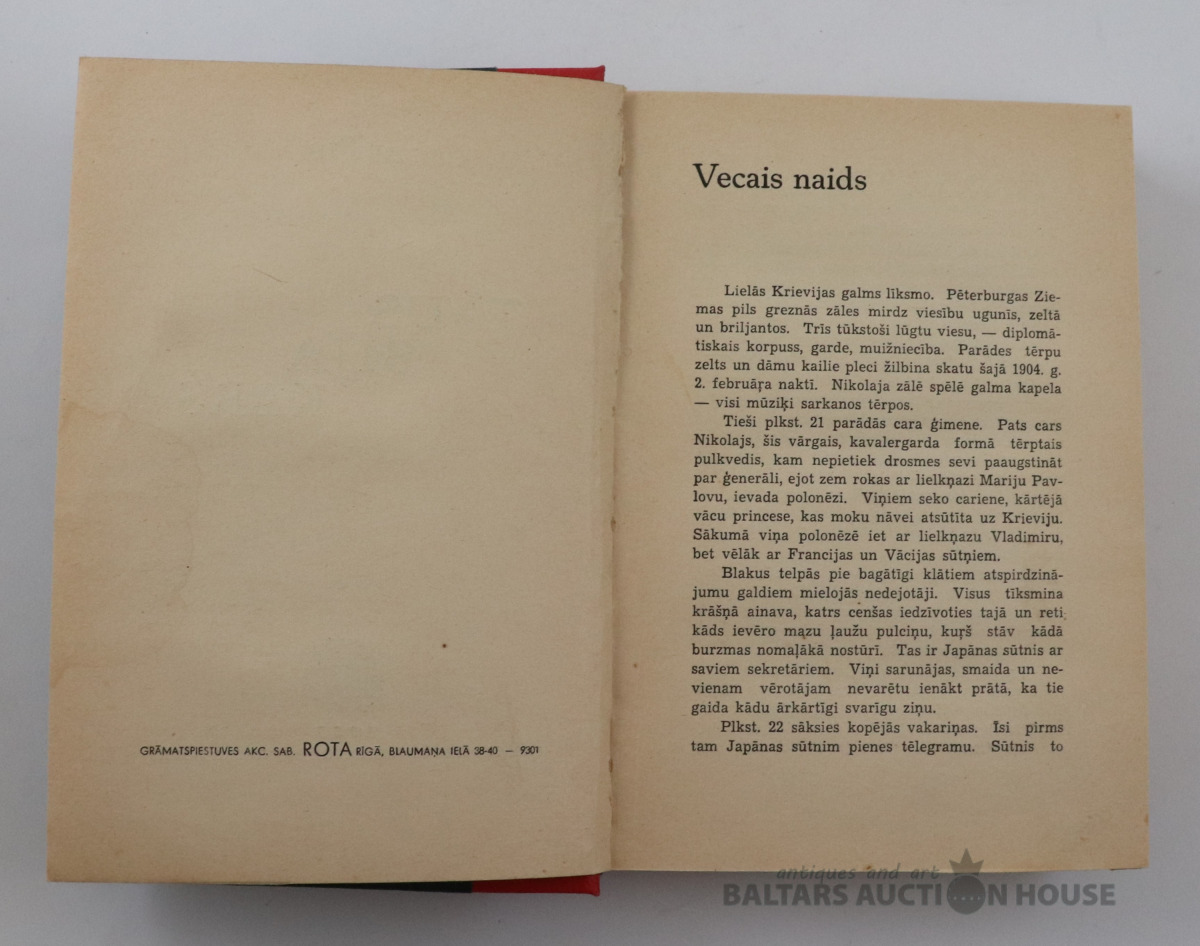 GRĀMATSPIESTUVES AKC. SAB. ROTA RĪGĀ, BLAUMAŅA IELĀ 38-40 — 9301
Vecais naids
Lielās Krievijas galms līksmo. Pēterburgas Zie-
mas pils greznās zāles mirdz viesību ugunīs, zeltā
un briljantos. Trīs tūkstoši lūgtu viesu, — diplomā-
tiskais korpuss, garde, muižniecība. Parādes tērpu
zelts un dāmu kailie pleci žilbina skatu šajā 1904. g.
2. februāŗa naktī. Nikolaja zālē spēlē galma kapela
— visi mūziķi sarkanos tērpos.
Tieši plkst. 21 parādās cara ģimene. Pats cars
Nikolajs, šis vārgais, kavalergarda formā tērptais
pulkvedis, kam nepietiek drosmes sevi paaugstināt
par ģenerāli, ejot zem rokas ar lielkņazi Mariju Pav-
lovu, ievada polonēzi. Viņiem seko cariene, kārtējā
vācu princese, kas moku nāvei atsūtīta uz Krieviju.
Sākumā viņa polonēzē iet ar lielkņazu Vladimiru,
bet vēlāk ar Francijas un Vācijas sūtņiem.
Blakus telpās pie bagātīgi klātiem atspirdzinā-
jumu galdiem mielojās nedejotāji. Visus tīksmina
krāšņā ainava, katrs cenšas iedzīvoties tajā un reti
kāds ievēro mazu ļaužu pulciņu, kuŗš stāv kādā
burzmas nomaļākā nostūrī. Tas ir Japānas sūtnis ar
saviem sekretāriem. Viņi sarunājas, smaida un ne-
vienam vērotājam nevarētu ienākt prātā, ka tie
gaida kādu ārkārtīgi svarīgu ziņu.
Plkst. 22 sāksies kopējās vakariņas. Īsi pirms
tam Japānas sūtnim pienes tēlegramu. Sūtnis to
antiques and art
BALTARS AUCTION HOUSE